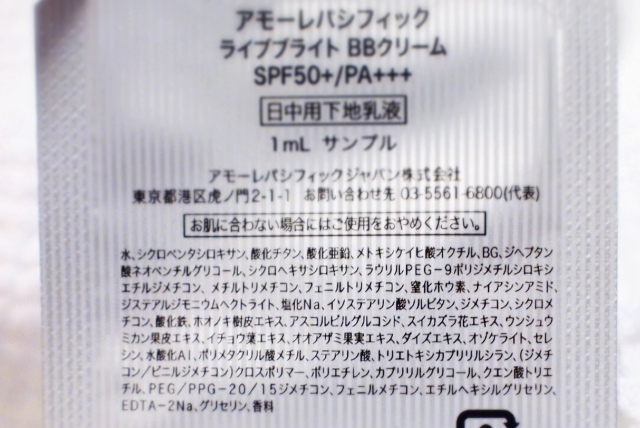 アモーレパシフィック
ライブブライト BBクリーム
SPF50+/PA+++
日中用下地乳液
1mL サンプル
アモーレパシフィックジャパン株式会社
東京都港区虎ノ門2-1-1 お問い合わせ先 03-5561-6800(代表)
お肌に合わない場合にはご使用をおやめください。
水、シクロペンタシロキサン、酸化チタン、酸化亜鉛、メトキシケイヒ酸オクチル、BG、ジヘプタン
酸ネオペンチルグリコール、シクロヘキサシロキサン、ラウリルPEG-9ポリジメチルシロキシ
エチルジメチコン、メチルトリメチコン、フェニルトリメチコン、窒化ホウ素、ナイアシンアミド、
ジステアルジモニウムヘクトライト、塩化Na、イソステアリン酸ソルビタン、ジメチコン、シクロメ
チコン、酸化鉄、ホオノキ樹皮エキス、アスコルビルグルコシド、スイカズラ花エキス、ウンシュウ
ミカン果皮エキス、イチョウ葉エキス、オオアザミ果実エキス、ダイズエキス、オゾケライト、セレ
シン、水酸化Al、ポリメタクリル酸メチル、ステアリン酸、トリエトキシカプリリルシラン、(ジメチ
コン/ビニルジメチコン)クロスポリマー、ポリエチレン、カプリリルグリコール、クエン酸トリエ
チル、PEG/PPG-20/15ジメチコン、フェニルメチコン、エチルヘキシルグリセリン、
EDTA-2Na、グリセリン、香料